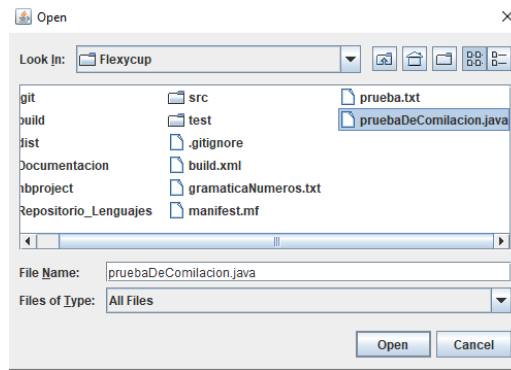 Open
Look In: Flexycup
git
build
dist
Documentacion
nbproject
Repositorio_Lenguajes
src
test
.gitignore
build.xml
gramaticaNumeros.txt
manifest.mf
prueba.txt
pruebaDeComilacion.java
File Name: pruebaDeComilacion.java
Files of Type: All Files
Open Cancel